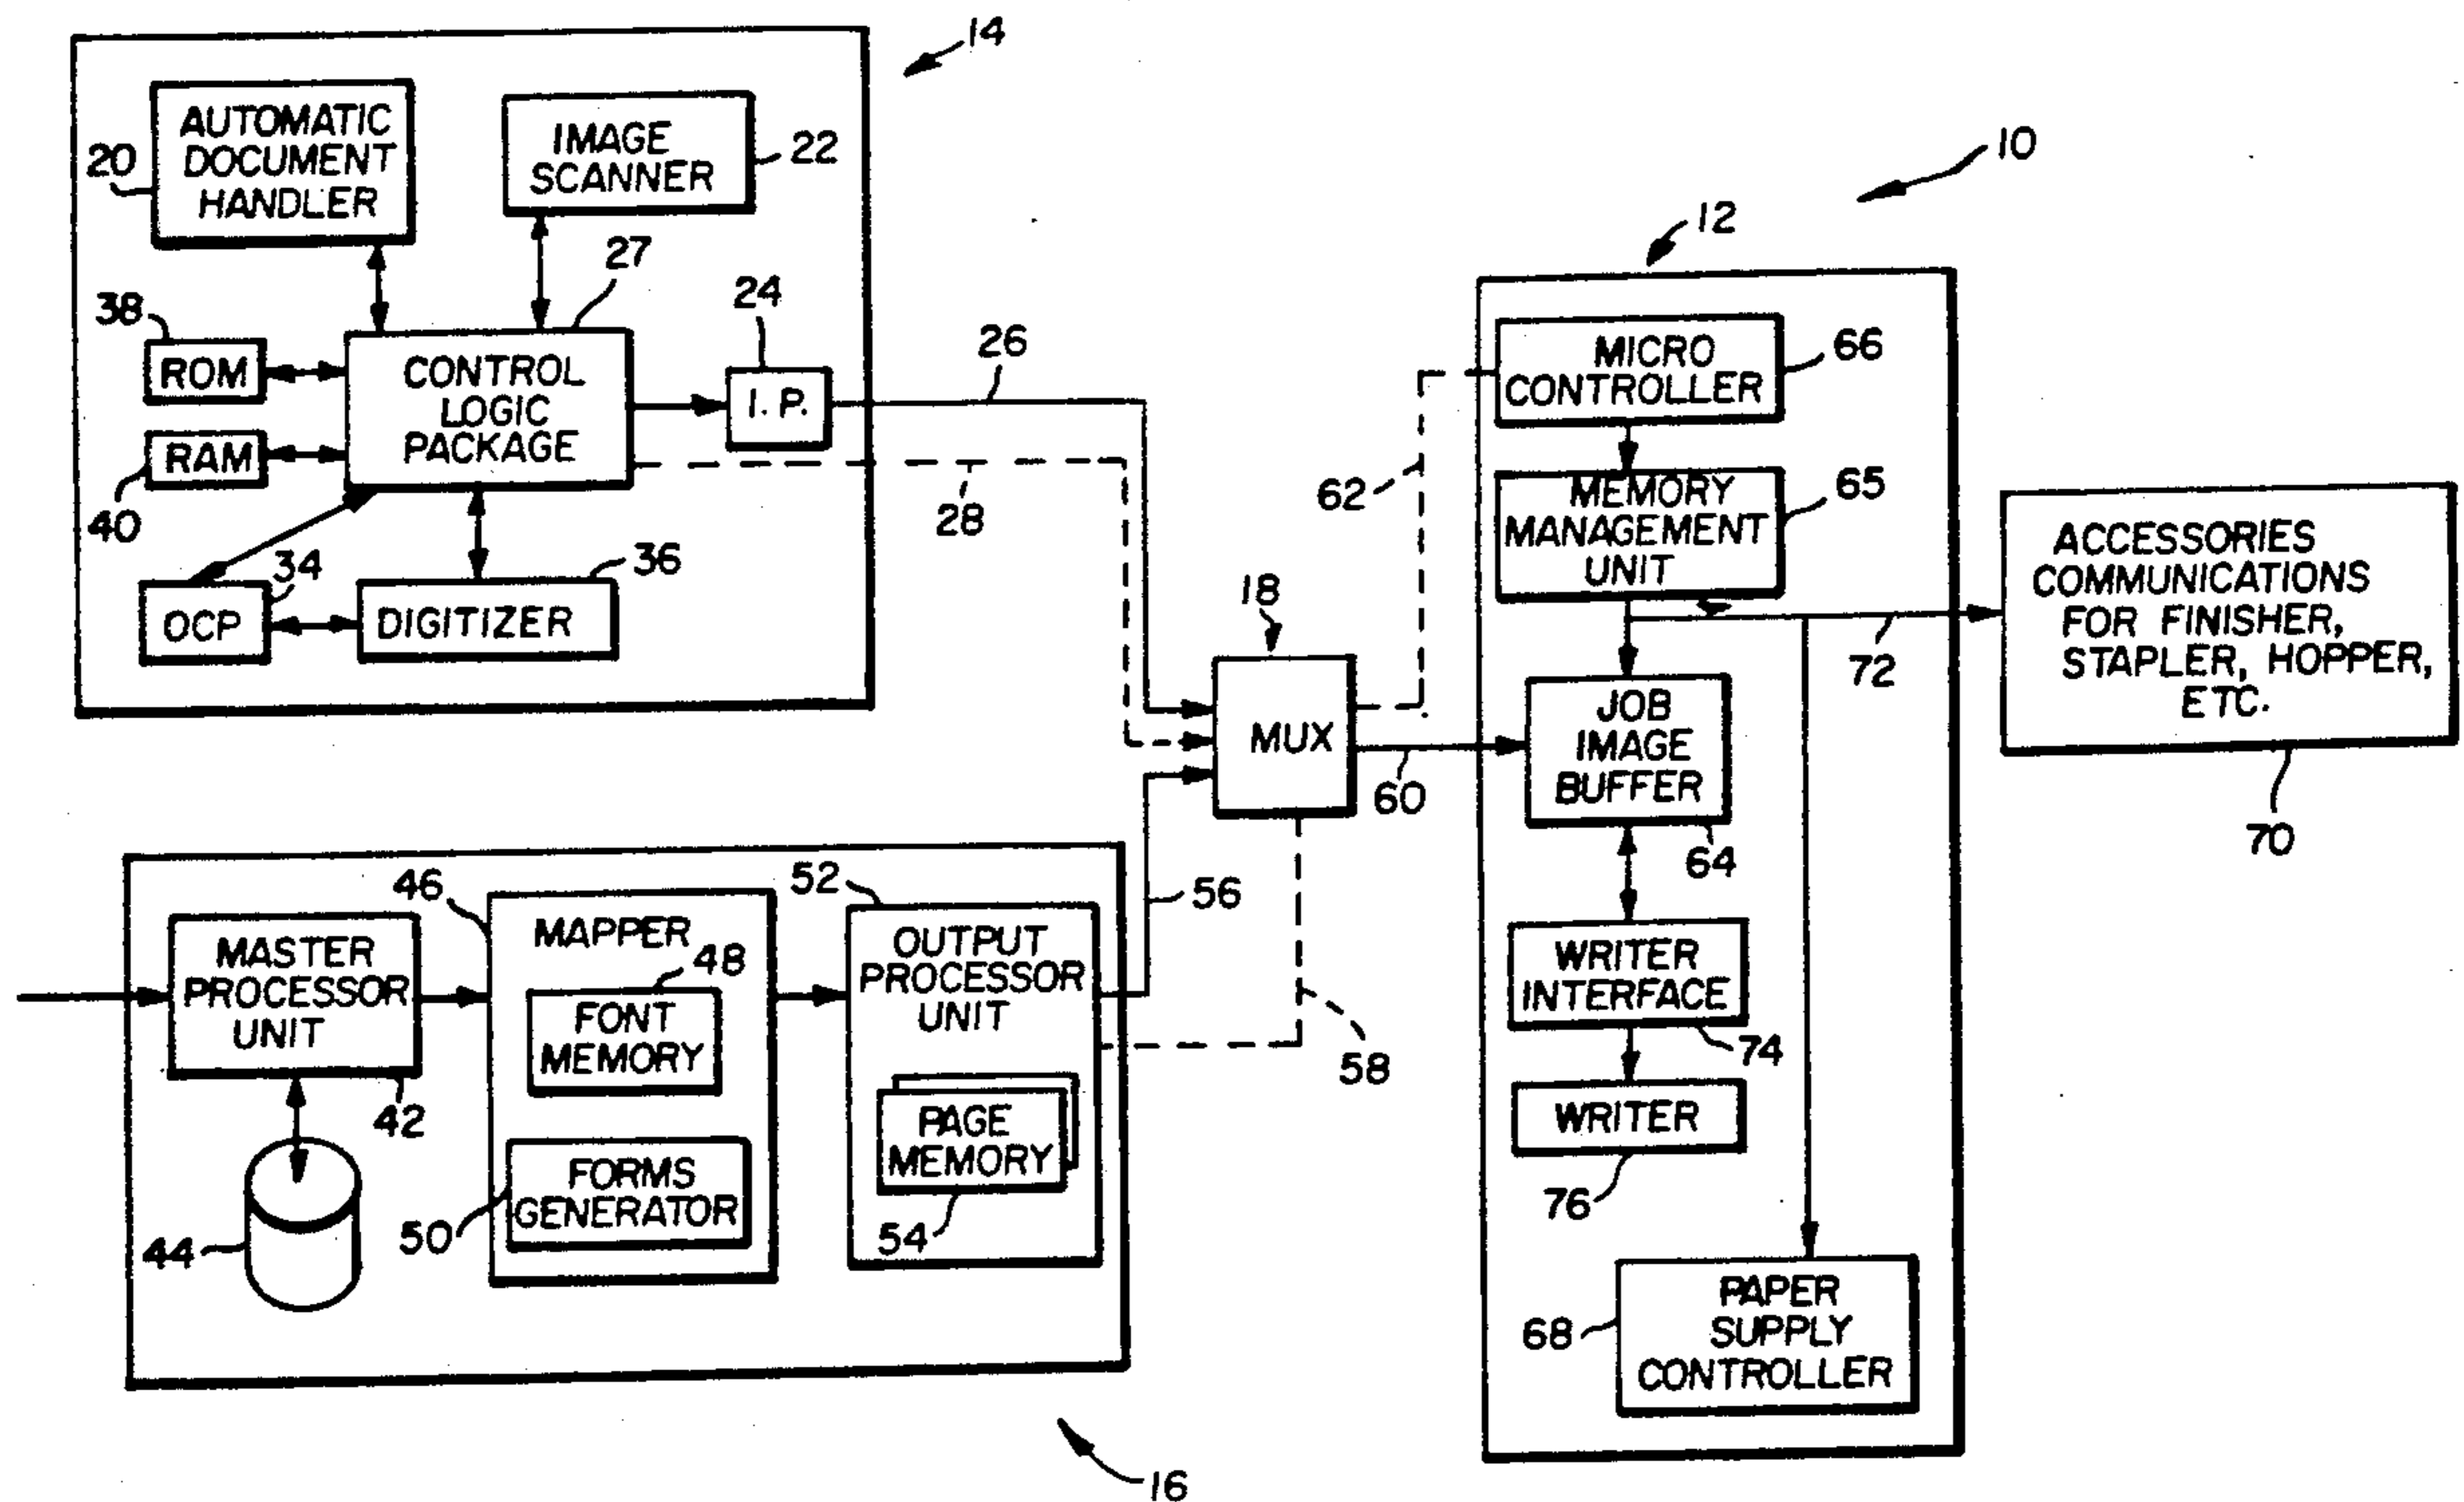 14
AUTOMATIC
DOCUMENT
HANDLER
20
IMAGE
SCANNER
22
27
24
38
ROM
CONTROL
LOGIC
PACKAGE
I. P.
26
RAM
40
28
34
36
OCP
DIGITIZER
10
12
MICRO
CONTROLLER
66
62
MEMORY
MANAGEMENT
UNIT
65
18
MUX
60
72
JOB
IMAGE
BUFFER
64
ACCESSORIES
COMMUNICATIONS
FOR FINISHER,
STAPLER, HOPPER,
ETC.
70
46
52
56
MASTER
PROCESSOR
UNIT
42
44
MAPPER
48
FONT
MEMORY
FORMS
GENERATOR
50
OUTPUT
PROCESSOR
UNIT
PAGE
MEMORY
54
58
16
WRITER
INTERFACE
74
WRITER
76
68
PAPER
SUPPLY
CONTROLLER